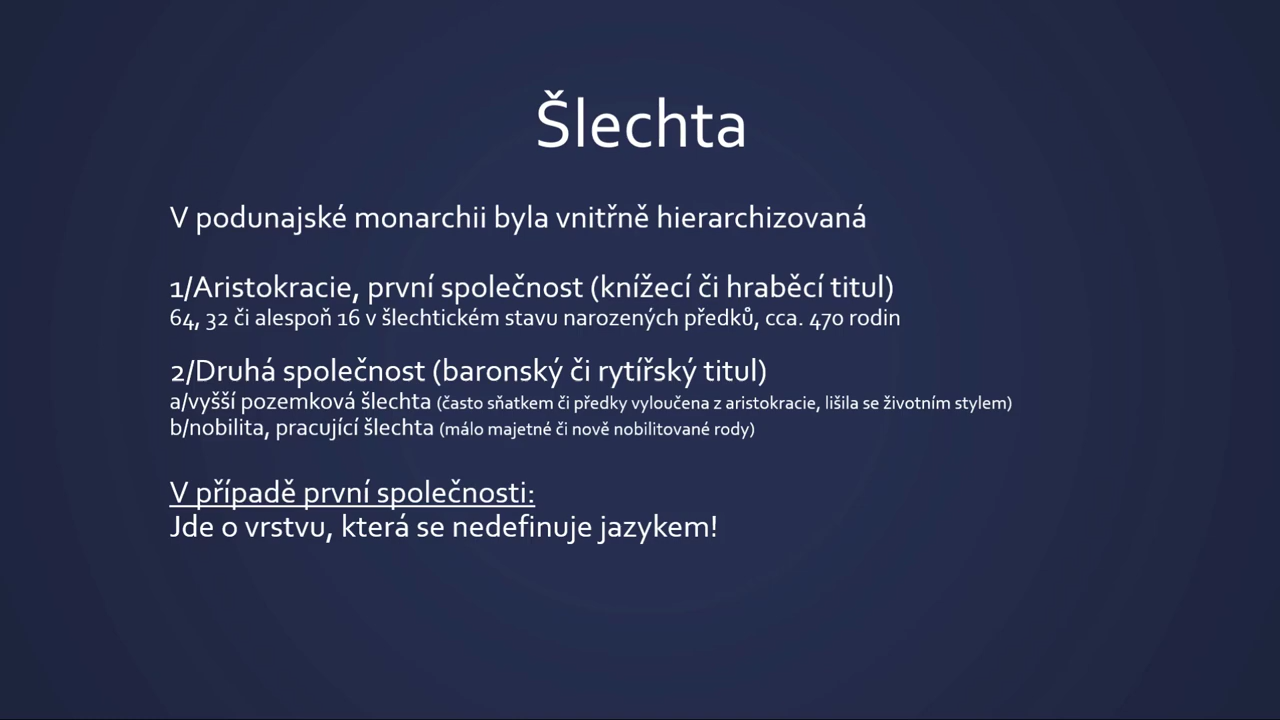 Šlechta
V podunajské monarchii byla vnitřně hierarchizovaná
1/Aristokracie, první společnost (knížecí či hraběcí titul)
64, 32 či alespoň 16 v šlechtickém stavu narozených předků, cca. 470 rodin
2/Druhá společnost (baronský či rytířský titul)
a/vyšší pozemková šlechta (často sňatkem či předky vyloučena z aristokracie, lišila se životním stylem)
b/nobilita, pracující šlechta (málo majetné či nově nobilitované rody)
V případě první společnosti:
Jde o vrstvu, která se nedefinuje jazykem!